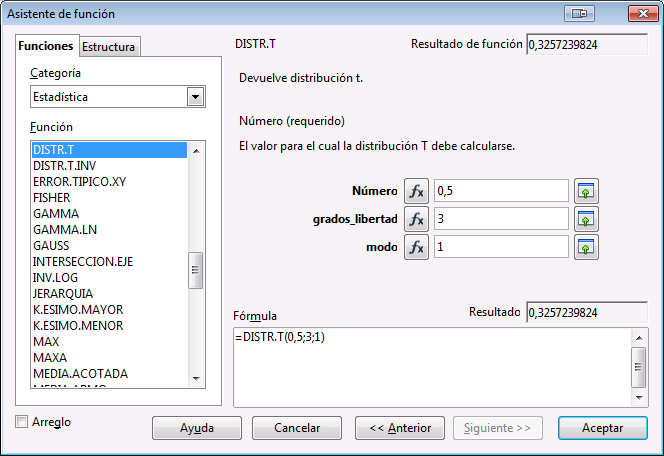 Asistente de función
Funciones
Estructura
Categoría
Estadística
Función
DISTR.T
DISTR.T.INV
ERROR.TIPICO.XY
FISHER
GAMMA
GAMMA.LN
GAUSS
INTERSECCION.EJE
INV.LOG
JERARQUIA
K.ESIMO.MAYOR
K.ESIMO.MENOR
MAX
MAXA
MEDIA.ACOTADA
MEDIA.ARMO
DISTR.T
Resultado de función 0,3257239824
Devuelve distribución t.
Número (requerido)
El valor para el cual la distribución T debe calcularse.
Número fx 0,5
grados_libertad fx 3
modo fx 1
Fórmula
Resultado 0,3257239824
=DISTR.T(0,5;3;1)
Arreglo
Ayuda
Cancelar
<< Anterior
Siguiente >>
Aceptar